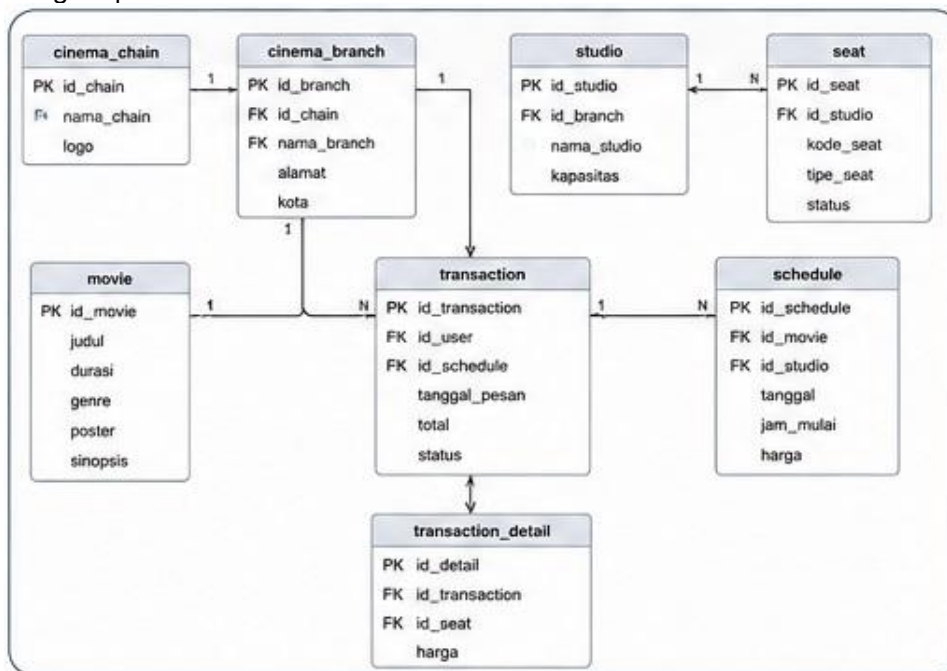 cinema_chain
PK id_chain
nama_chain
logo
1
cinema_branch
PK id_branch
FK id_chain
FK nama_branch
alamat
kota
1
1
studio
PK id_studio
FK id_branch
nama_studio
kapasitas
1
N
seat
PK id_seat
FK id_studio
kode_seat
tipe_seat
status
movie
PK id_movie
judul
durasi
genre
poster
sinopsis
1
N
transaction
PK id_transaction
FK id_user
FK id_schedule
tanggal_pesan
total
status
1
N
schedule
PK id_schedule
FK id_movie
FK id_studio
tanggal
jam_mulai
harga
transaction_detail
PK id_detail
FK id_transaction
FK id_seat
harga